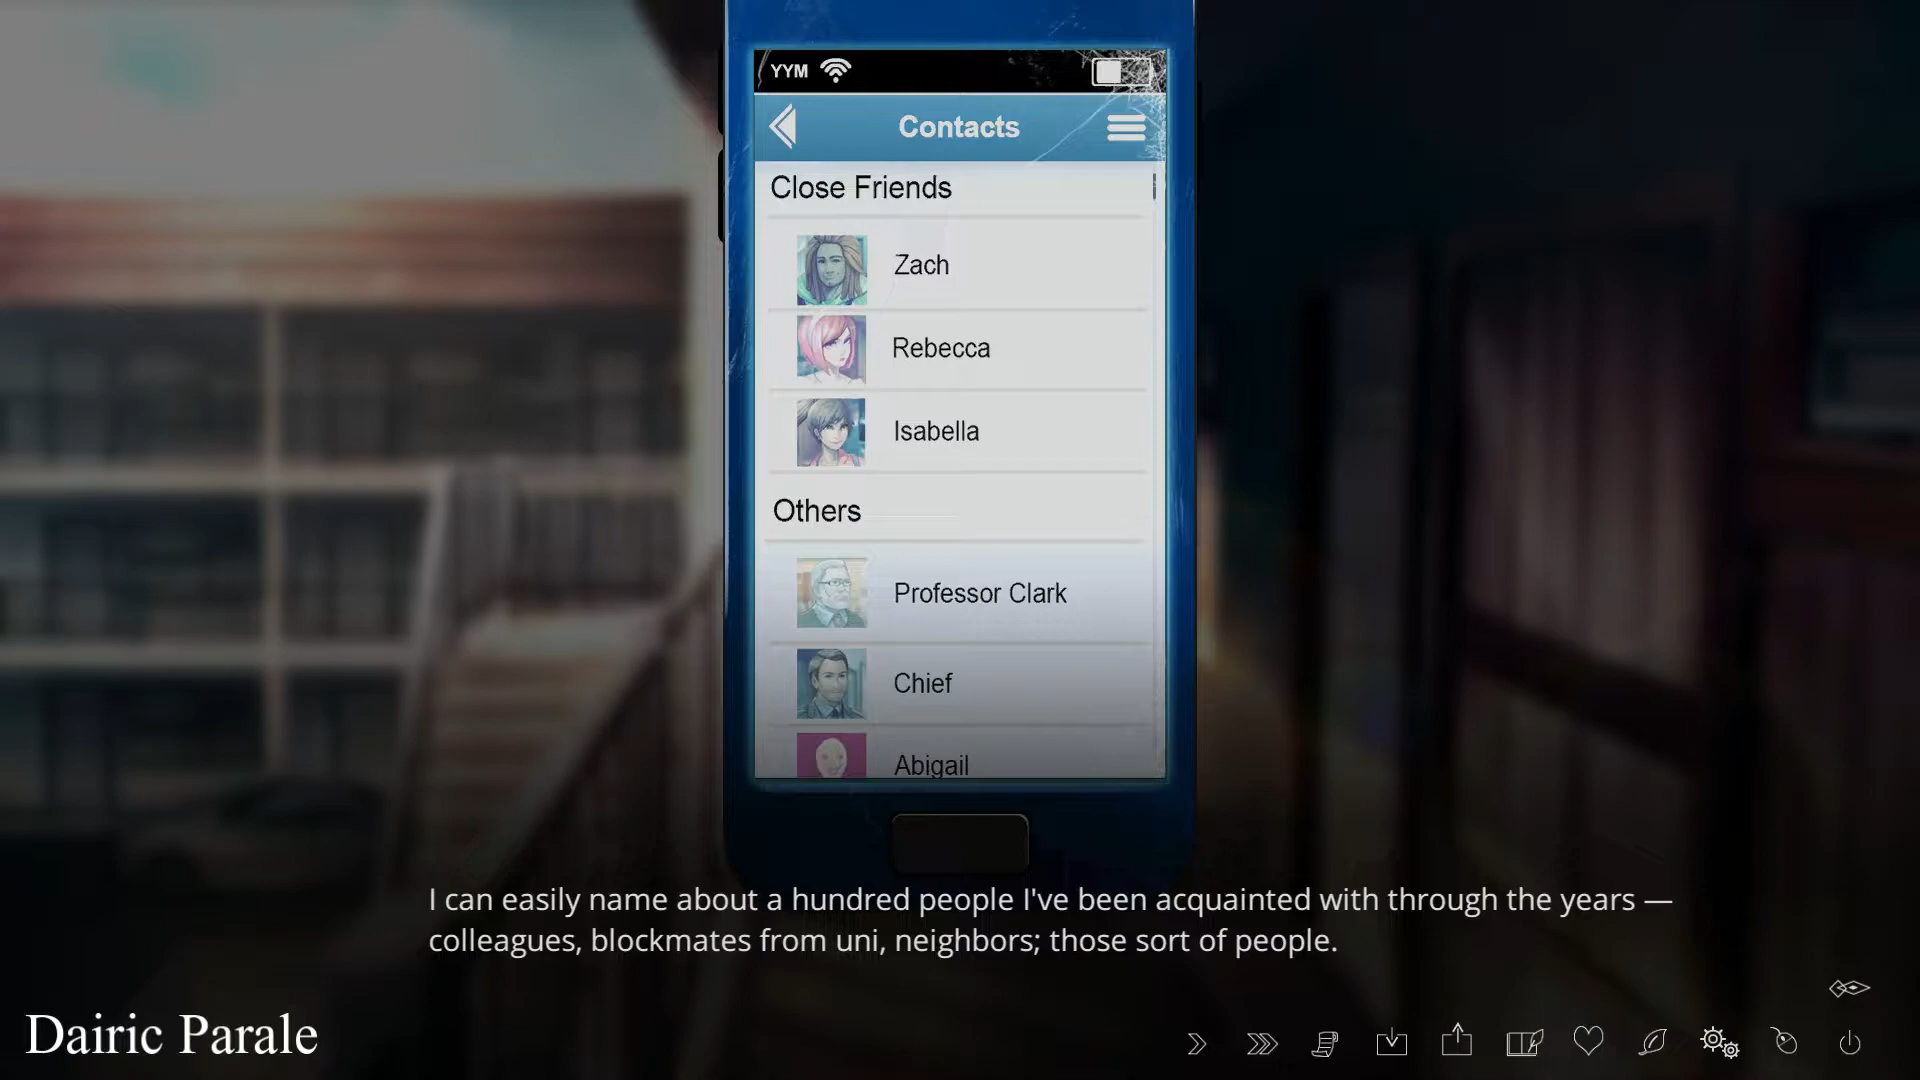 YYM
Contacts
Close Friends
Zach
Rebecca
Isabella
Others
Professor Clark
Chief
Abigail
I can easily name about a hundred people I've been acquainted with through the years —
colleagues, blockmates from uni, neighbors; those sort of people.
Dairic Parale